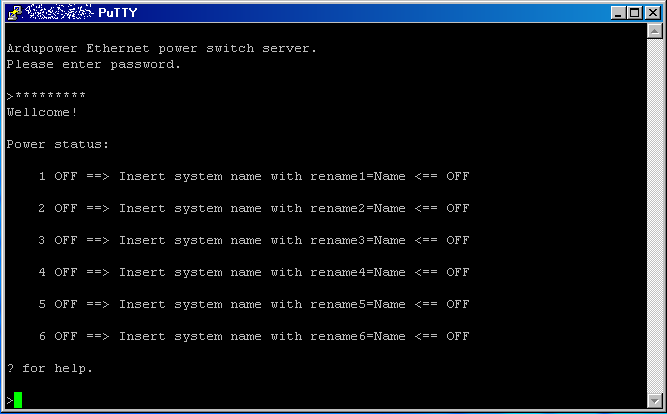 PuTTY
Ardupower Ethernet power switch server.
Please enter password.
>*********
Wellcome!
Power status:
1 OFF ==> Insert system name with rename1=Name <== OFF
2 OFF ==> Insert system name with rename2=Name <== OFF
3 OFF ==> Insert system name with rename3=Name <== OFF
4 OFF ==> Insert system name with rename4=Name <== OFF
5 OFF ==> Insert system name with rename5=Name <== OFF
6 OFF ==> Insert system name with rename6=Name <== OFF
? for help.
>